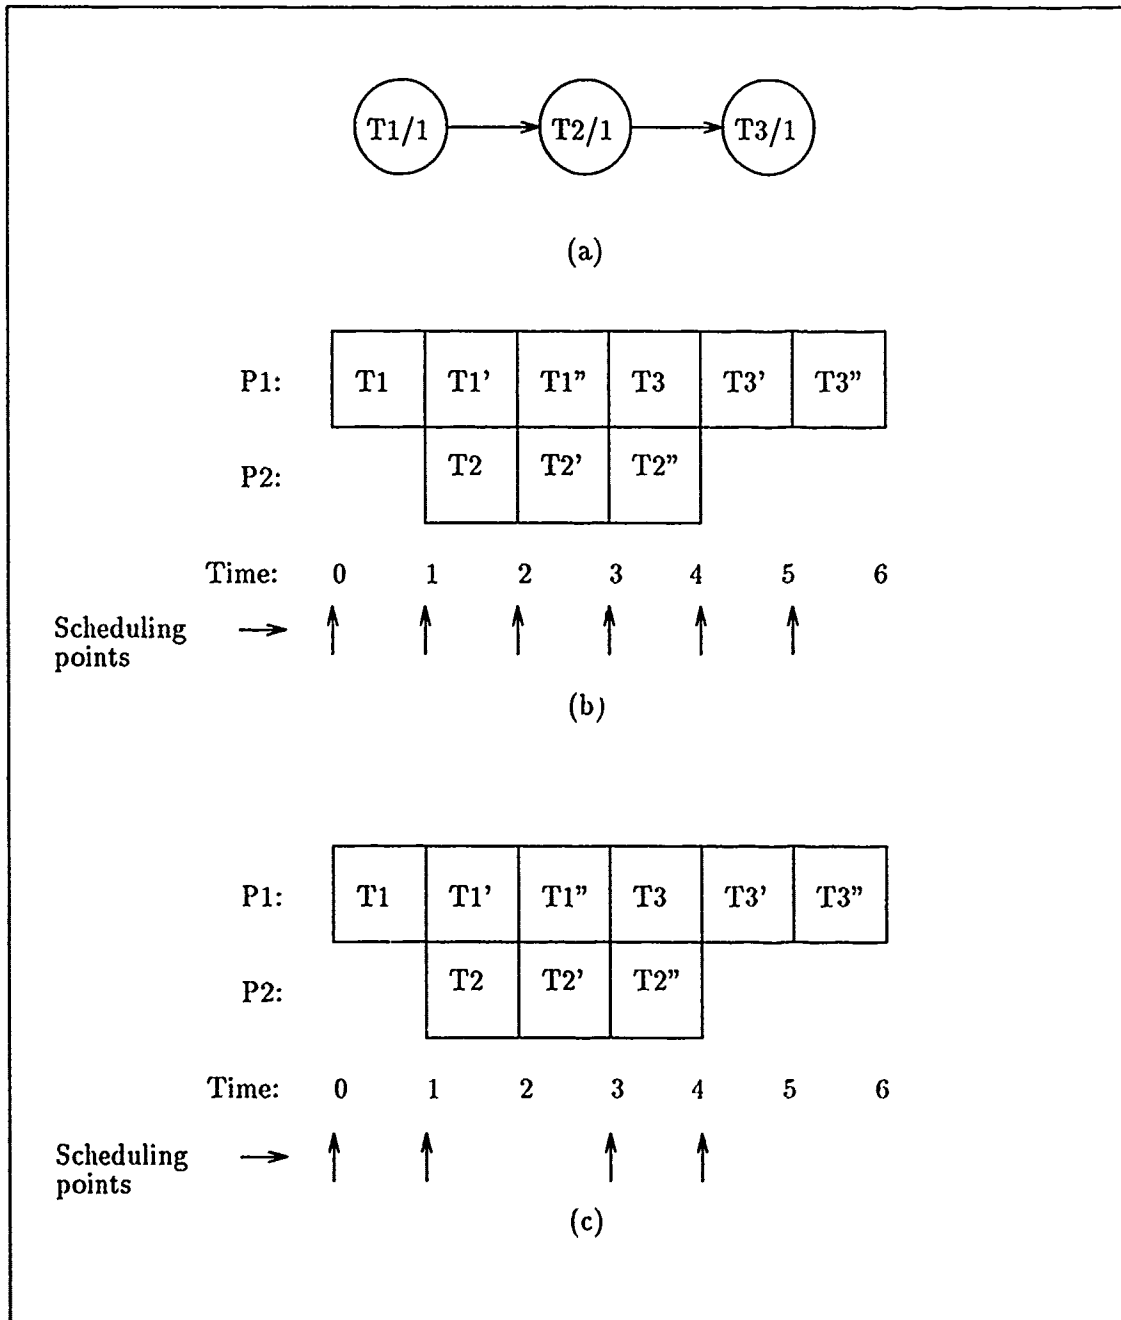 T1/1 T2/1 T3/1
(a)
P1: T1 T1' T1" T3 T3' T3"
P2: T2 T2' T2"
Time: 0 1 2 3 4 5 6
Scheduling
points
(b)
P1: T1 T1' T1" T3 T3' T3"
P2: T2 T2' T2"
Time: 0 1 2 3 4 5 6
Scheduling
points
(c)